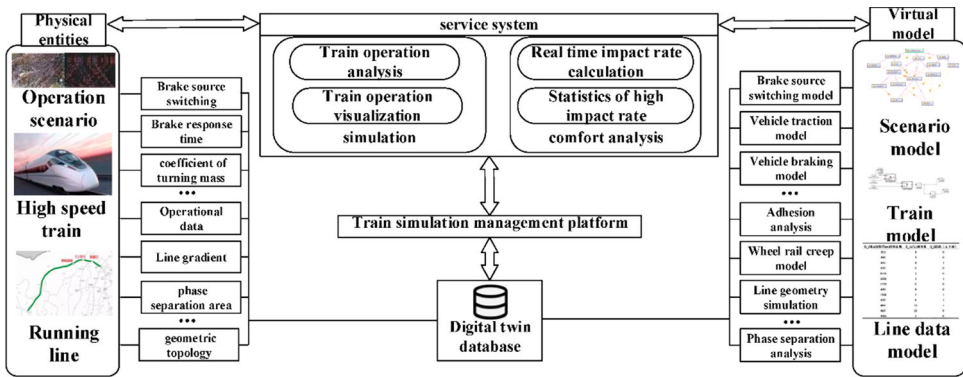 Physical
entities
Operation
scenario
High speed
train
Running
line
Brake source
switching
Brake response
time
coefficient of
turning mass
•••
Operational
data
Line gradient
phase
separation area
•••
geometric
topology
service system
Train operation
analysis
Train operation
visualization
simulation
Real time impact rate
calculation
Statistics of high
impact rate
comfort analysis
Train simulation management platform
Digital twin
database
Brake source
switching model
Vehicle traction
model
Vehicle braking
model
•••
Adhesion
analysis
Wheel rail creep
model
Line geometry
simulation
•••
Phase separation
analysis
Virtual
model
Scenario
model
Train
model
Line data
model